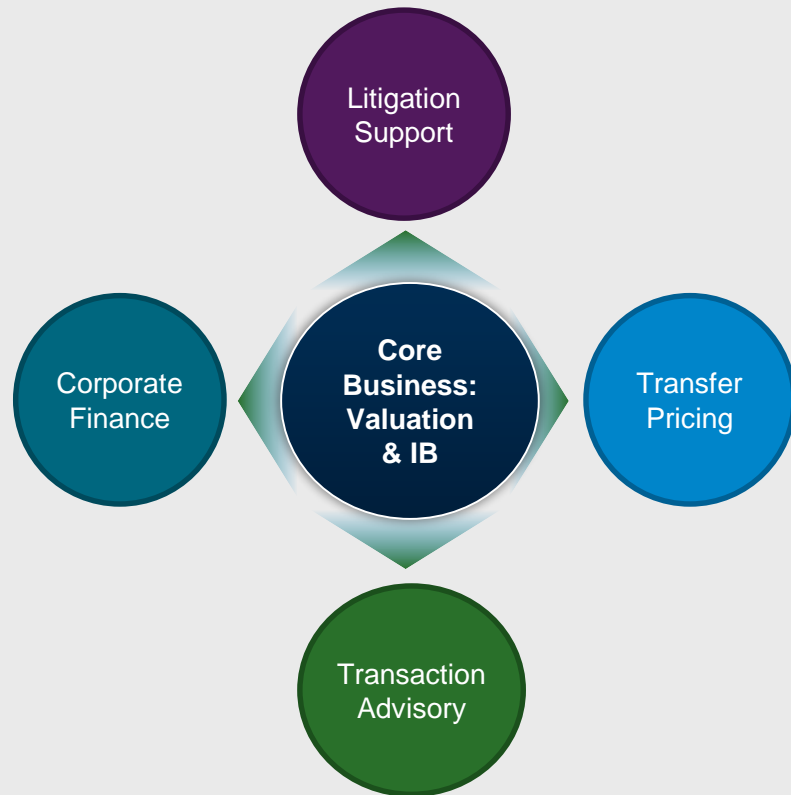 Litigation
Support
Corporate
Finance
Core
Business:
Valuation
& IB
Transfer
Pricing
Transaction
Advisory